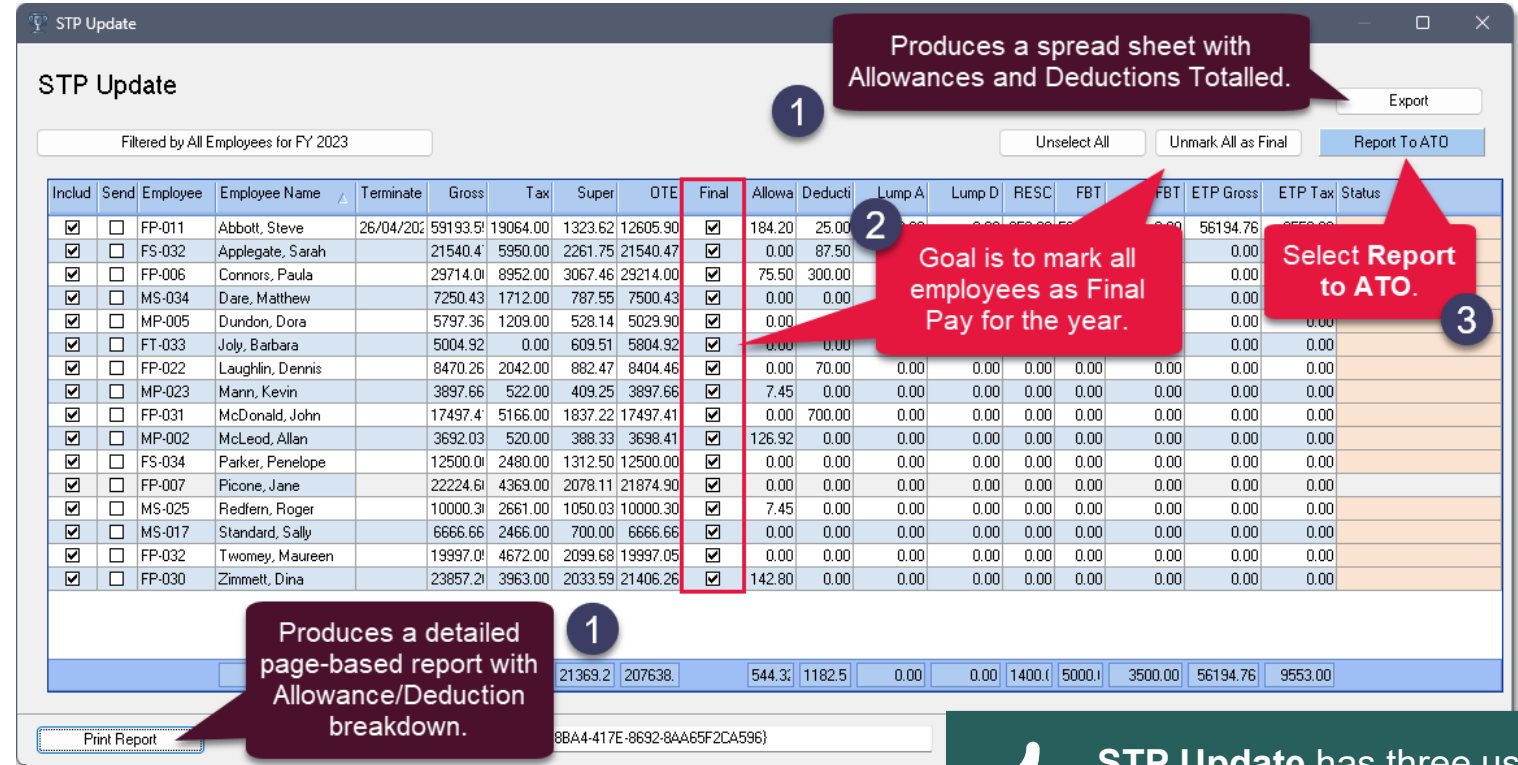 STP Update
Produces a spread sheet with
Allowances and Deductions Totalled.
STP Update
1
Export
Filtered by All Employees for FY 2023
Unselect All
Unmark All as Final
Report To ATO
Includ Send Employee Employee Name Terminate Gross Tax Super OTE Final Allowa Deducti Lump A Lump D RESC FBT FBT ETP Gross ETP Tax Status
FP-011 Abbott, Steve 26/04/202 59193.5 19064.00 1323.62 12605.90 184.20 25.00 56194.76
FS-032 Applegate, Sarah 21540.4 5950.00 2261.75 21540.47 0.00 87.50 0.00
FP-006 Connors, Paula 29714.0 8952.00 3067.46 29214.00 75.50 300.00 0.00
MS-034 Dare, Matthew 7250.43 1712.00 787.55 7500.43 0.00 0.00 0.00
MP-005 Dundon, Dora 5797.36 1209.00 528.14 5029.90 0.00 0.00 0.00
FT-033 Joly, Barbara 5004.92 0.00 609.51 5804.92 0.00 0.00 0.00
FP-022 Laughlin, Dennis 8470.26 2042.00 882.47 8404.46 0.00 70.00 0.00 0.00 0.00 0.00 0.00 0.00 0.00
MP-023 Mann, Kevin 3897.66 522.00 409.25 3897.66 7.45 0.00 0.00 0.00 0.00 0.00 0.00 0.00 0.00
FP-031 McDonald, John 17497.4 5166.00 1837.22 17497.41 0.00 700.00 0.00 0.00 0.00 0.00 0.00 0.00 0.00
MP-002 McLeod, Allan 3692.03 520.00 388.33 3698.41 126.92 0.00 0.00 0.00 0.00 0.00 0.00 0.00 0.00
FS-034 Parker, Penelope 12500.0 2480.00 1312.50 12500.00 0.00 0.00 0.00 0.00 0.00 0.00 0.00 0.00 0.00
FP-007 Picone, Jane 22224.6 4369.00 2078.11 21874.90 0.00 0.00 0.00 0.00 0.00 0.00 0.00 0.00 0.00
MS-025 Redfern, Roger 10000.3 2661.00 1050.03 10000.30 7.45 0.00 0.00 0.00 0.00 0.00 0.00 0.00 0.00
MS-017 Standard, Sally 6666.66 2466.00 700.00 6666.66 0.00 0.00 0.00 0.00 0.00 0.00 0.00 0.00 0.00
FP-032 Twomey, Maureen 19997.0 4672.00 2099.68 19997.05 0.00 0.00 0.00 0.00 0.00 0.00 0.00 0.00 0.00
FP-030 Zimmett, Dina 23857.2 3963.00 2033.59 21406.26 142.80 0.00 0.00 0.00 0.00 0.00 0.00 0.00 0.00
2
Goal is to mark all
employees as Final
Pay for the year.
Select Report
to ATO.
3
Produces a detailed
page-based report with
Allowance/Deduction
breakdown.
1
21369.2 207638. 544.32 1182.5 0.00 0.00 1400.( 5000. 3500.00 56194.76 9553.00
Print Report
8BA4-417E-8692-8AA65F2CA596}
STP Update has three us